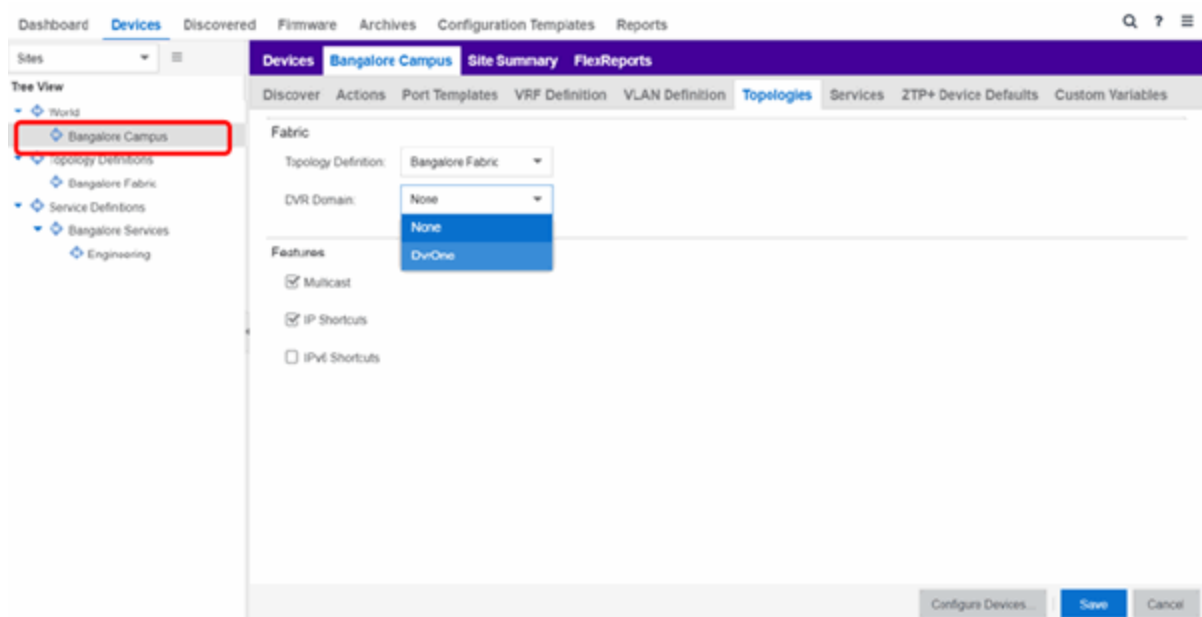 Dashboard Devices Discovered Firmware Archives Configuration Templates Reports ?
Sites Devices Bangalore Campus Site Summary FlexReports
Tree View
Discover Actions Port Templates VRF Definition VLAN Definition Topologies Services ZTP+ Device Defaults Custom Variables
World
Bangalore Campus
Topology Definitions
Bangalore Fabric
Service Definitions
Bangalore Services
Engineering
Fabric
Topology Definition: Bangalore Fabric
DVR Domain: None
None
DvrOne
Features
Multicast
IP Shortcuts
IPv6 Shortcuts
Configure Devices... Save Cancel